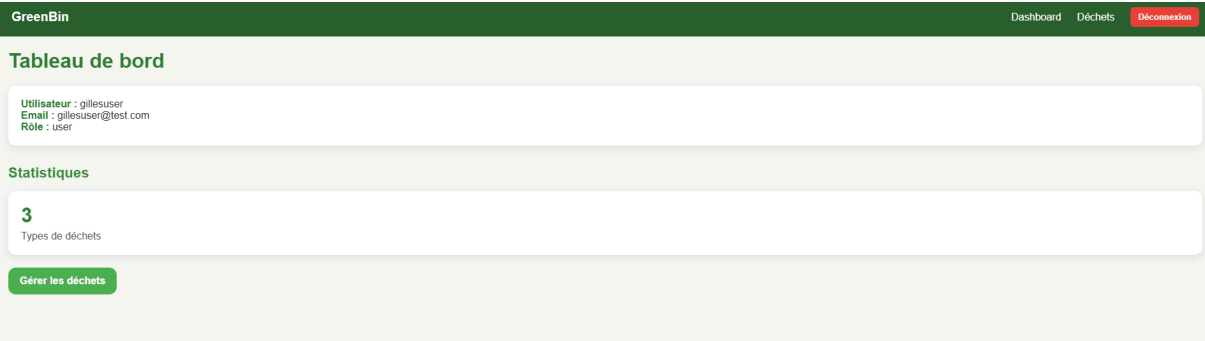 GreenBin
Dashboard Déchets Déconnexion
Tableau de bord
Utilisateur : gillesuser
Email : gillesuser@test.com
Rôle : user
Statistiques
3
Types de déchets
Gérer les déchets